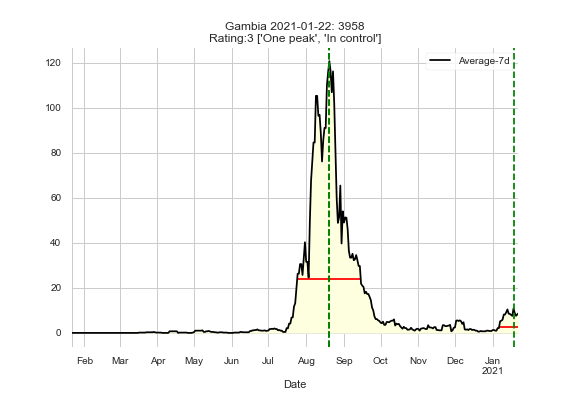 Gambia 2021-01-22: 3958
Rating:3 ['One peak', 'In control']
Average-7d
120
100
80
60
40
20
0
Feb Mar Apr May Jun Jul Aug Sep Oct Nov Dec Jan
2021
Date